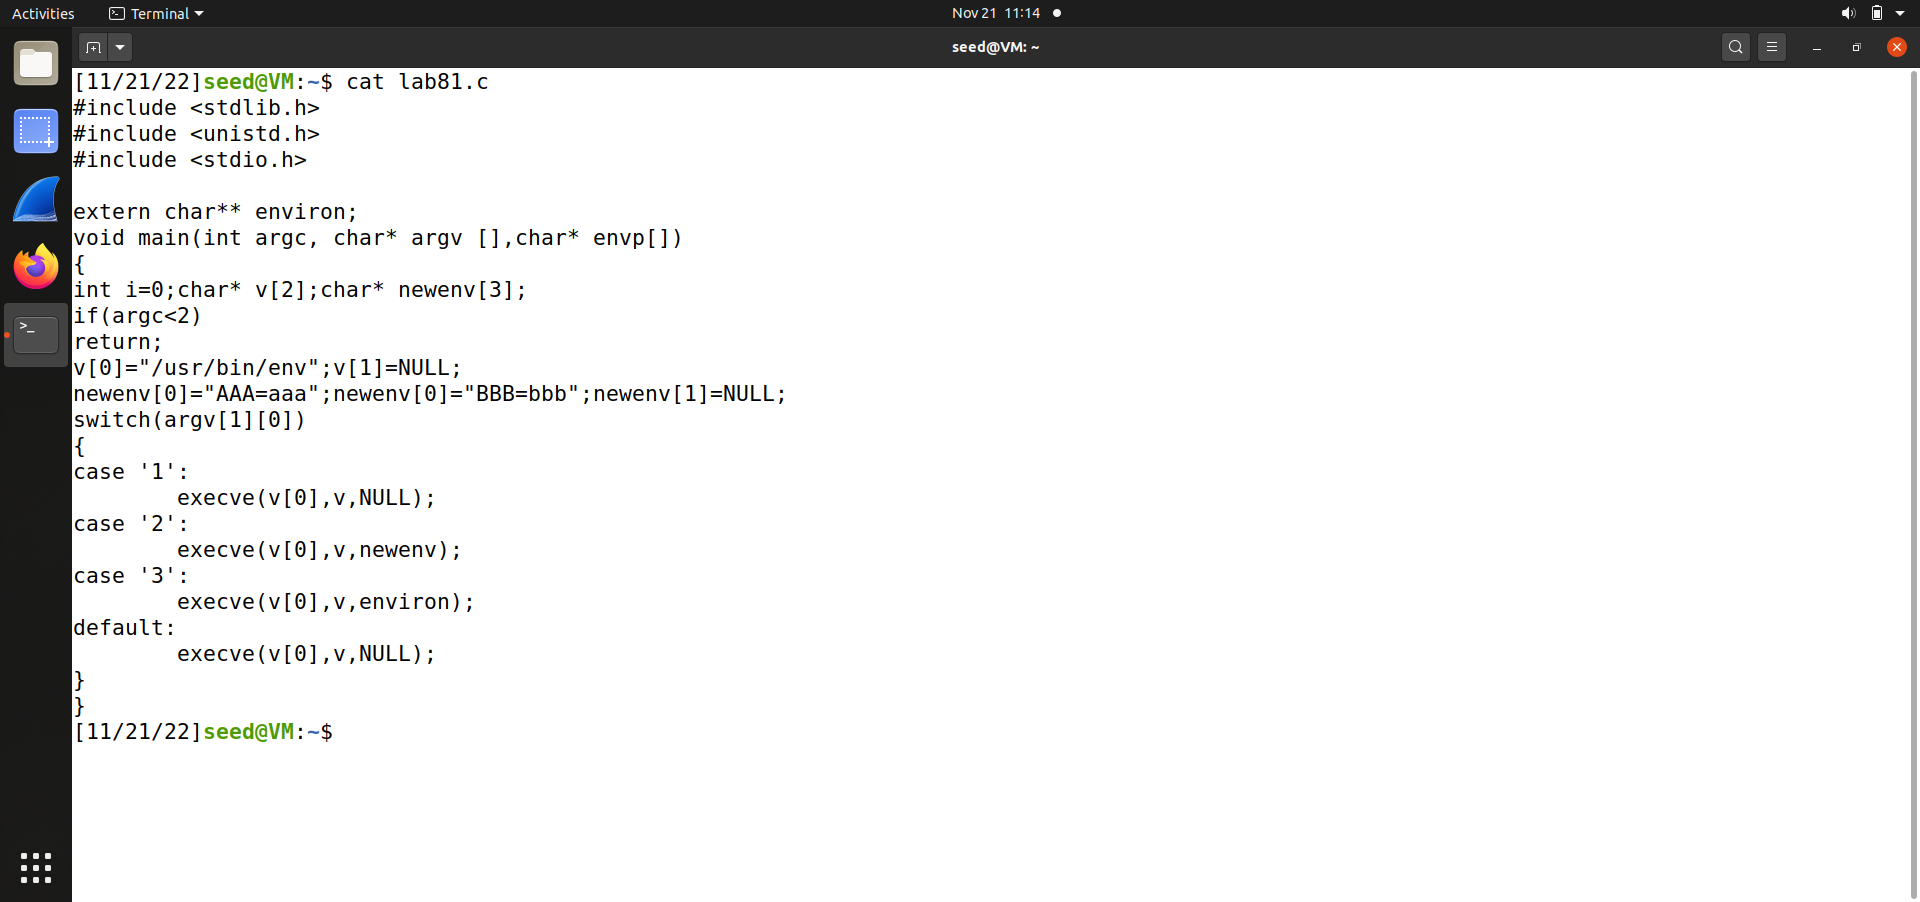 Activities
Terminal
Nov 21 11:14
seed@VM: ~
[11/21/22]seed@VM:~$ cat lab81.c
#include <stdlib.h>
#include <unistd.h>
#include <stdio.h>
extern char** environ;
void main(int argc, char* argv [],char* envp[])
{
int i=0;char* v[2];char* newenv[3];
if(argc<2)
return;
v[0]="/usr/bin/env";v[1]=NULL;
newenv[0]="AAA=aaa";newenv[0]="BBB=bbb";newenv[1]=NULL;
switch(argv[1][0])
{
case '1':
        execve(v[0],v,NULL);
case '2':
        execve(v[0],v,newenv);
case '3':
        execve(v[0],v,environ);
default:
        execve(v[0],v,NULL);
}
}
[11/21/22]seed@VM:~$